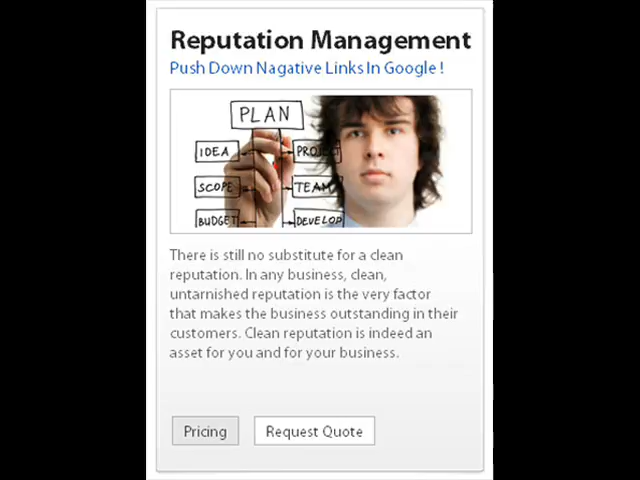 Reputation Management
Push Down Nagative Links In Google !
PLAN
IDEA
PROJECT
SCOPE
TEAM
BUDGET
DEVELOP
There is still no substitute for a clean
reputation. In any business, clean,
untarnished reputation is the very factor
that makes the business outstanding in their
customers. Clean reputation is indeed an
asset for you and for your business.
Pricing
Request Quote